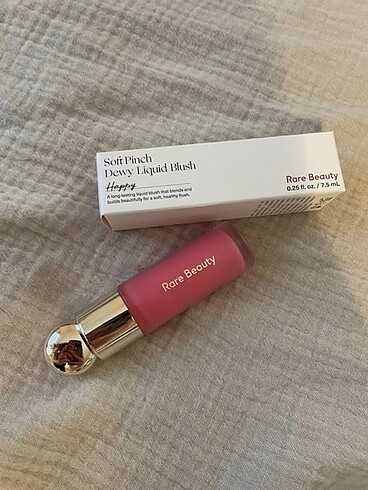 Soft Pinch
Dewy Liquid Blush
Happy
A long-lasting liquid blush that blends and
builds beautifully for a soft, healthy flush.
Rare Beauty
0.25 fl. oz. / 7.5 mL
Rare Beauty